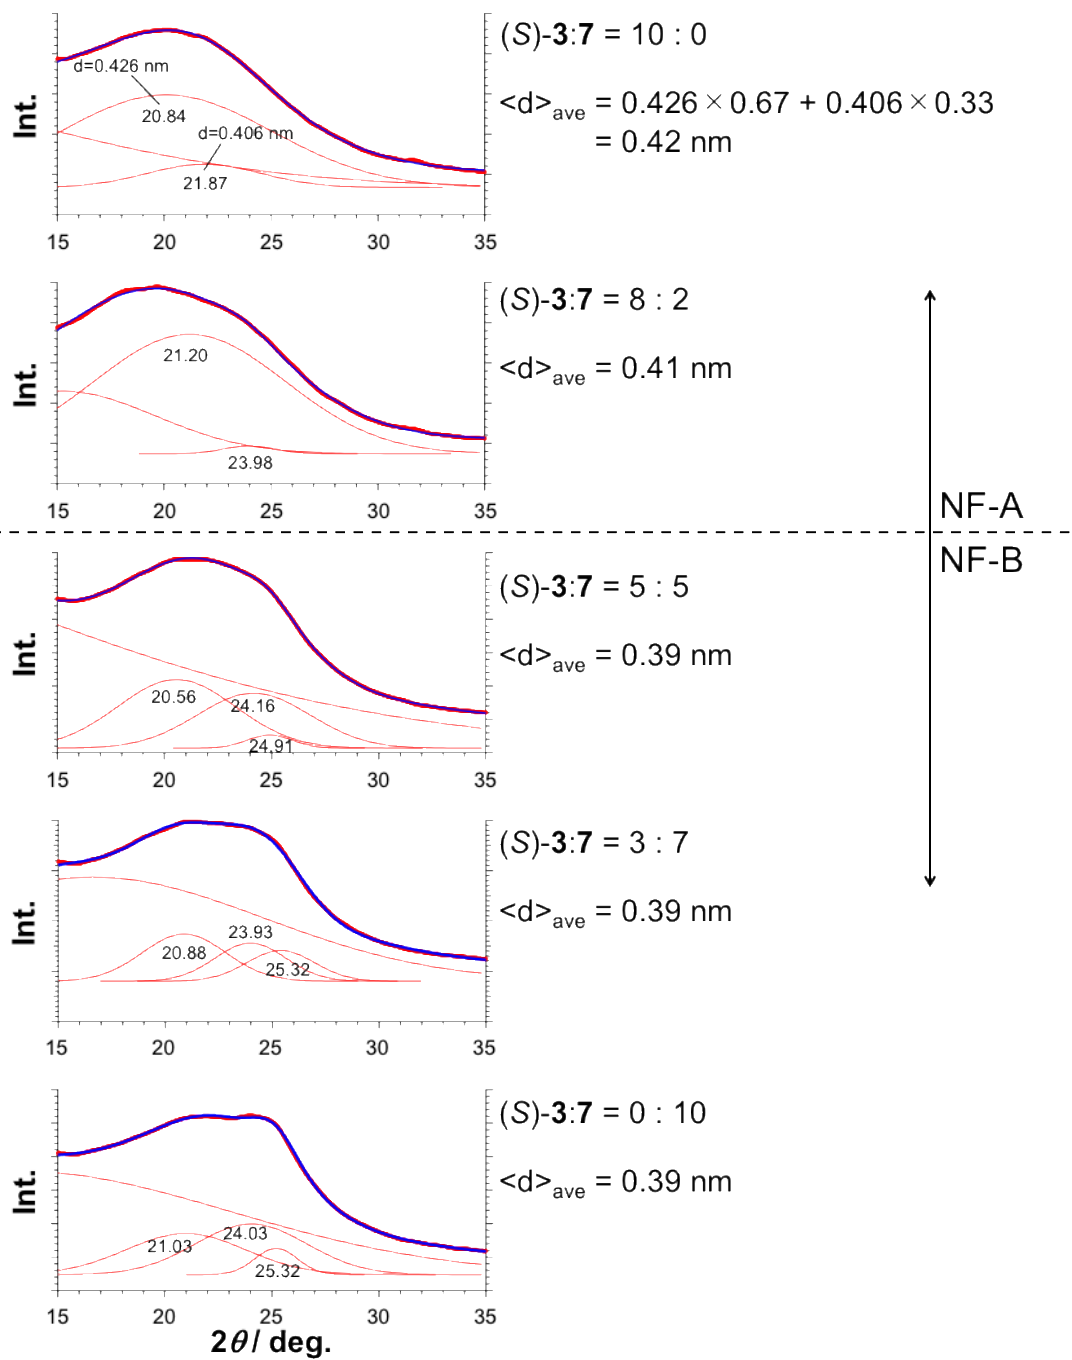 (S)-3:7 = 10 : 0
<d>ave = 0.426 × 0.67 + 0.406 × 0.33
= 0.42 nm
Int.
d=0.426 nm
20.84
d=0.406 nm
21.87
15 20 25 30 35
(S)-3:7 = 8 : 2
<d>ave = 0.41 nm
Int.
21.20
23.98
15 20 25 30 35
NF-A
NF-B
(S)-3:7 = 5 : 5
<d>ave = 0.39 nm
Int.
20.56
24.16
24.91
15 20 25 30 35
(S)-3:7 = 3 : 7
<d>ave = 0.39 nm
Int.
23.93
20.88
25.32
15 20 25 30 35
(S)-3:7 = 0 : 10
<d>ave = 0.39 nm
Int.
24.03
21.03
25.32
15 20 25 30 35
2θ / deg.